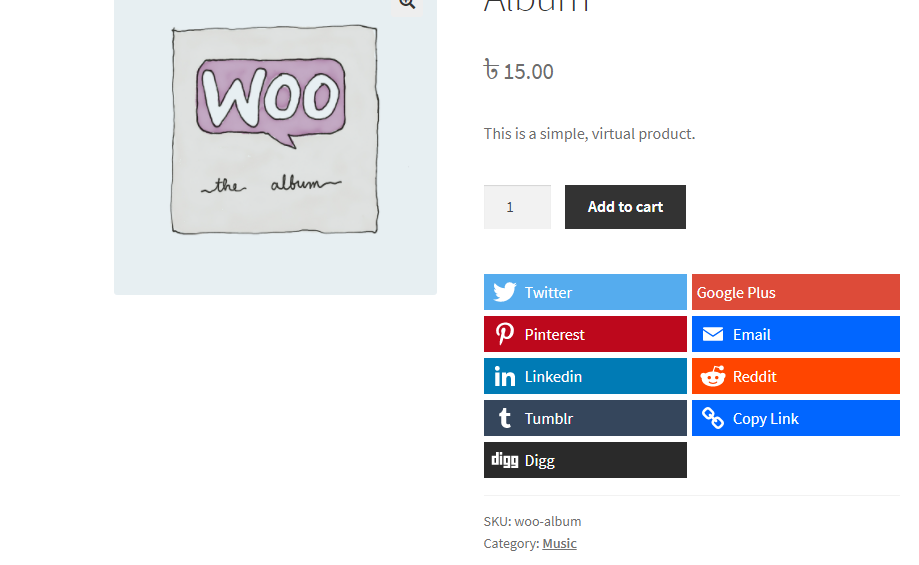 Album
WOO
the album
৳ 15.00
This is a simple, virtual product.
1
Add to cart
Twitter
Google Plus
Pinterest
Email
in Linkedin
Reddit
t Tumblr
Copy Link
digg Digg
SKU: woo-album
Category: Music